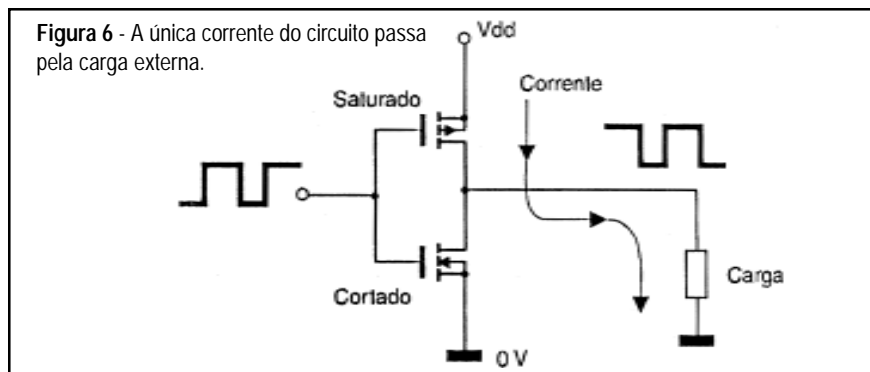 Figura 6 - A única corrente do circuito passa
pela carga externa.
Vdd
Saturado
Corrente
Cortado
Carga
0 V